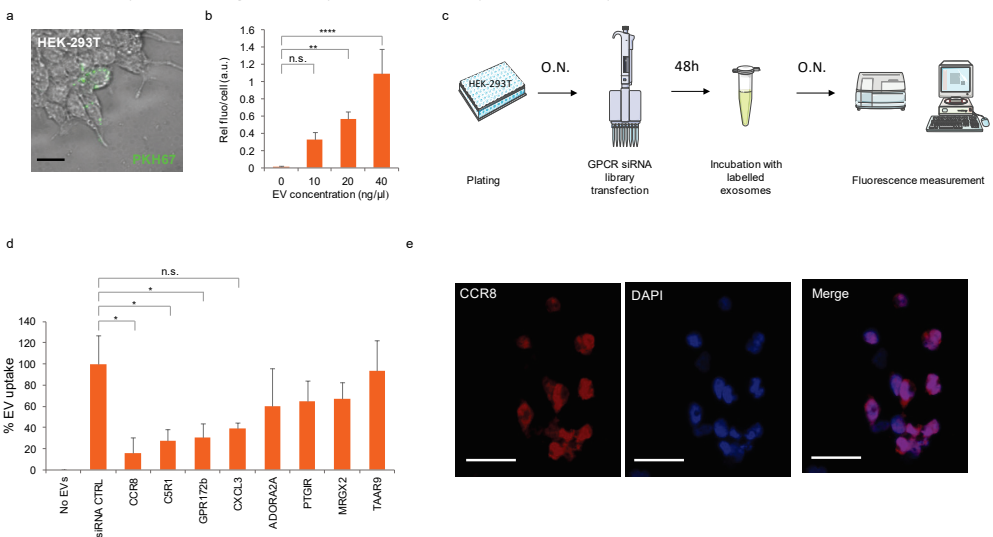 a
HEK-293T
PKH67
b
****
**
n.s.
1.6
1.4
1.2
1
0.8
0.6
0.4
0.2
0
Rel fluo/cell (a.u.)
0 10 20 40
EV concentration (ng/µl)
c
HEK-293T
O.N.
48h
O.N.
Plating
GPCR siRNA
library
transfection
Incubation with
labelled
exosomes
Fluorescence measurement
d
n.s.
*
*
*
140
120
100
80
60
40
20
0
% EV uptake
No EVs
siRNA CTRL
CCR8
C5R1
GPR172b
CXCL3
ADORA2A
PTGIR
MRGX2
TAAR9
e
CCR8
DAPI
Merge